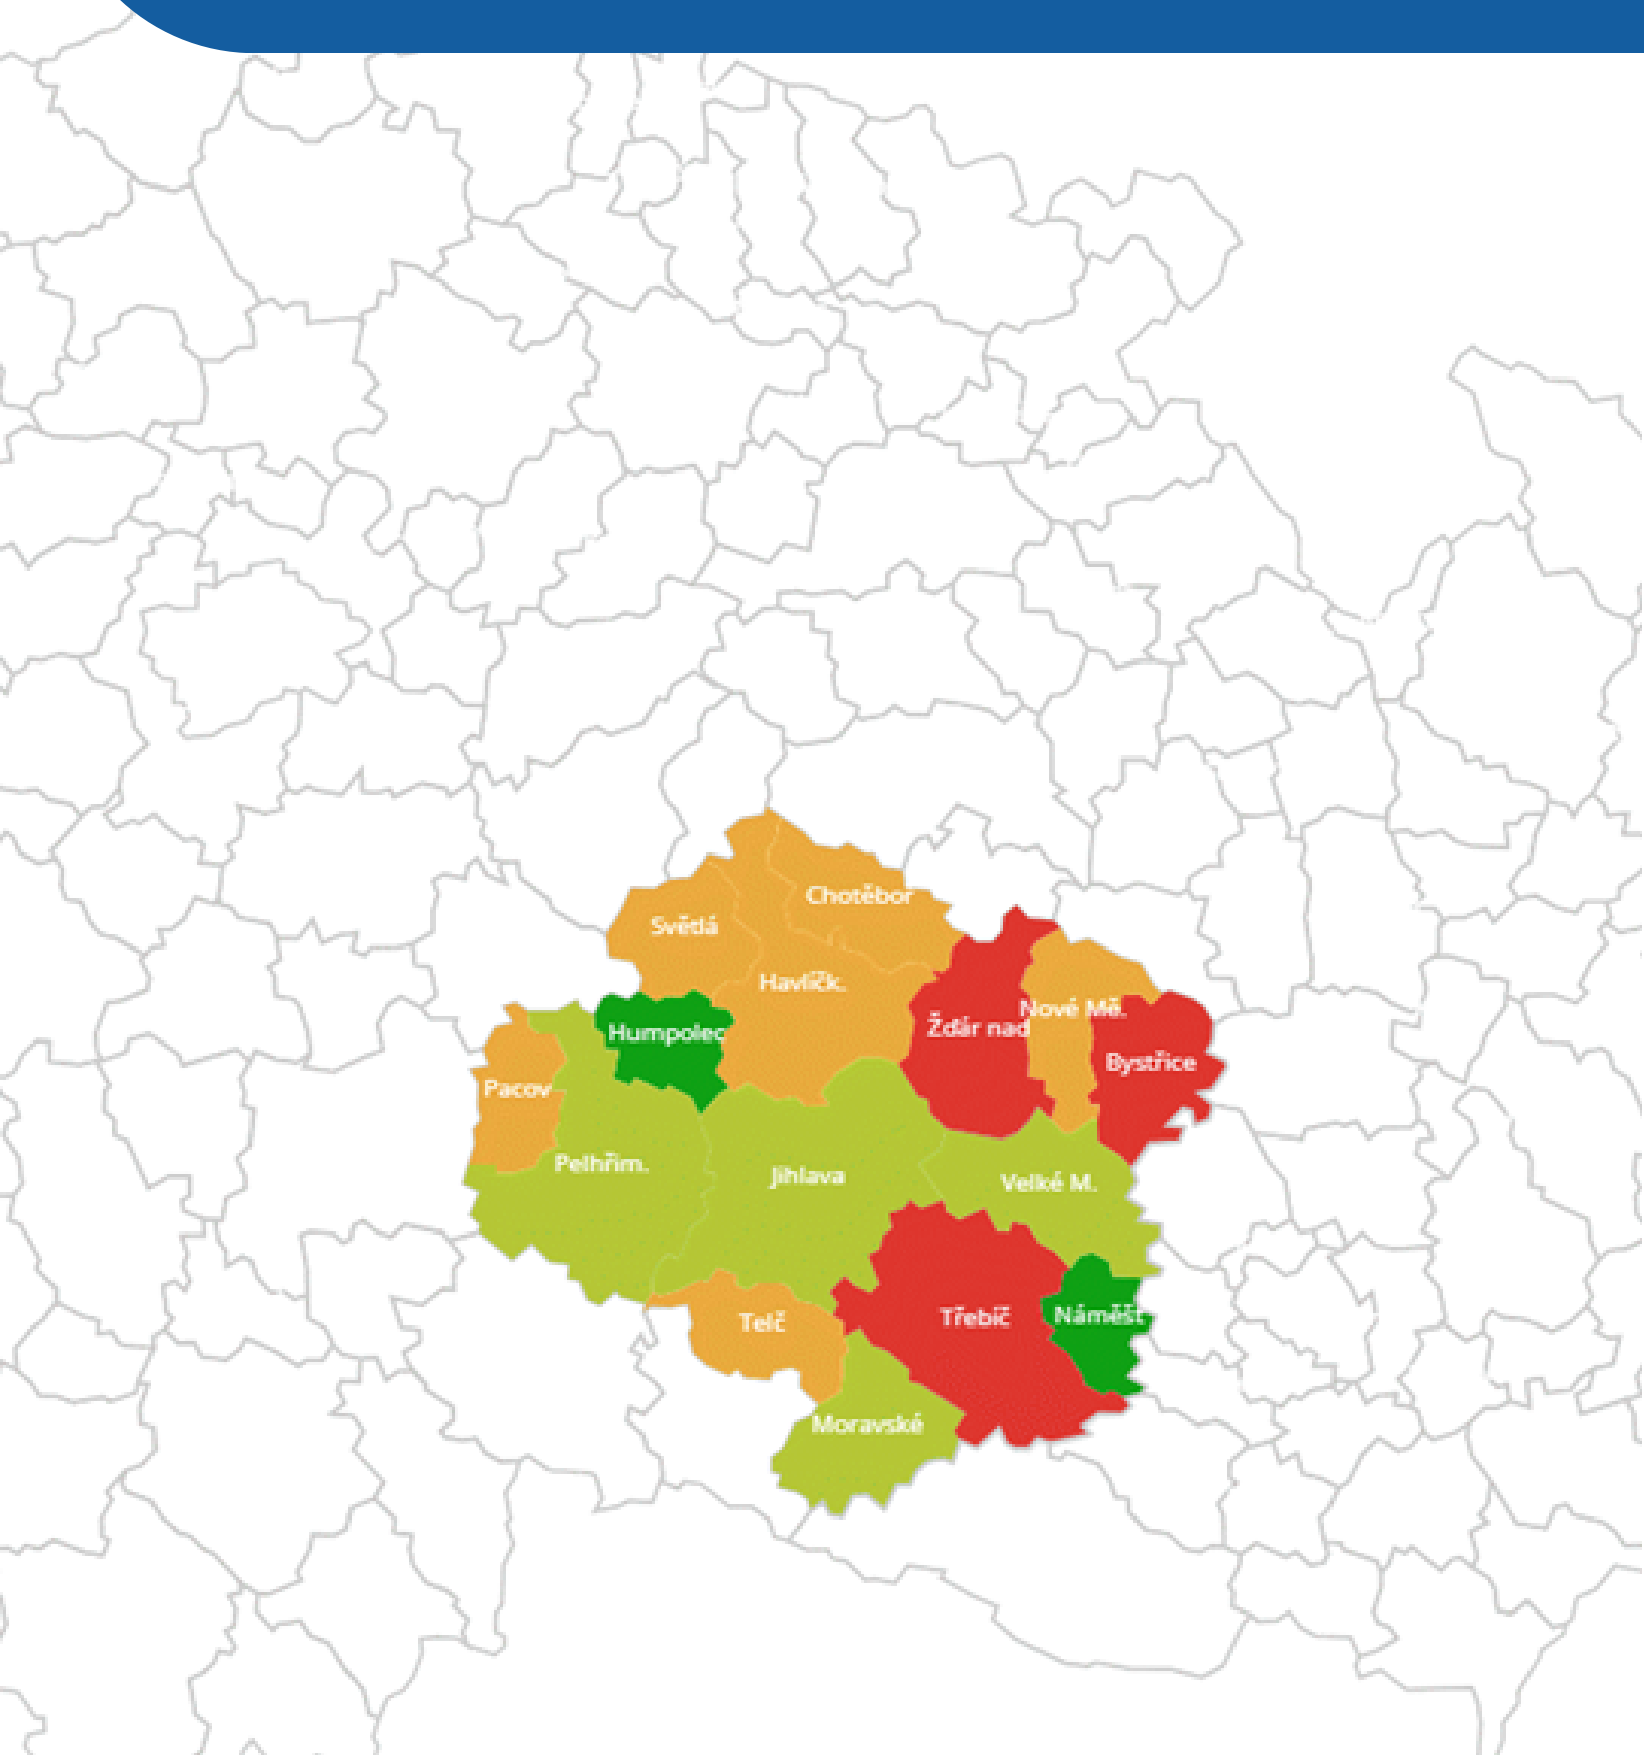 Chotěboř
Světlá
Havlíčk.
Nové Mě.
Žďár nad
Humpolec
Bystřice
Pacov
Pelhřim.
Jihlava
Velké M.
Třebíč
Náměšť
Telč
Moravské